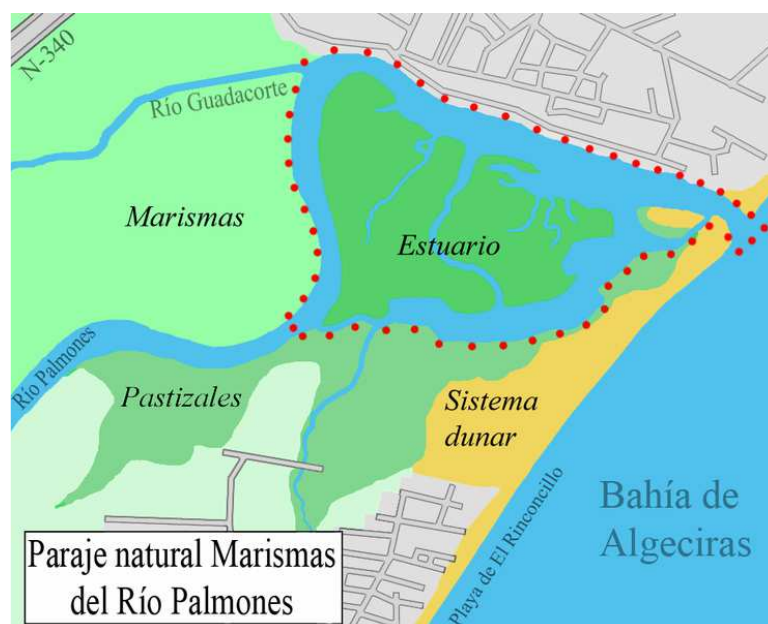 N-340
Río Guadacorte
Marismas
Estuario
Río Palmones
Pastizales
Sistema
dunar
Bahía de
Algeciras
Playa de El Rinconcillo
Paraje natural Marismas
del Río Palmones